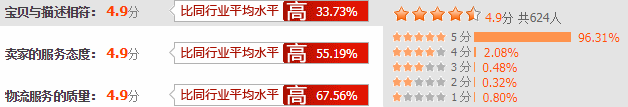 宝贝与描述相符：4.9分 比同行业平均水平 高 33.73%
卖家的服务态度：4.9分 比同行业平均水平 高 55.19%
物流服务的质量：4.9分 比同行业平均水平 高 67.56%
4.9分 共624人
5 分 96.31%
4 分 2.08%
3 分 0.48%
2 分 0.32%
1 分 0.80%